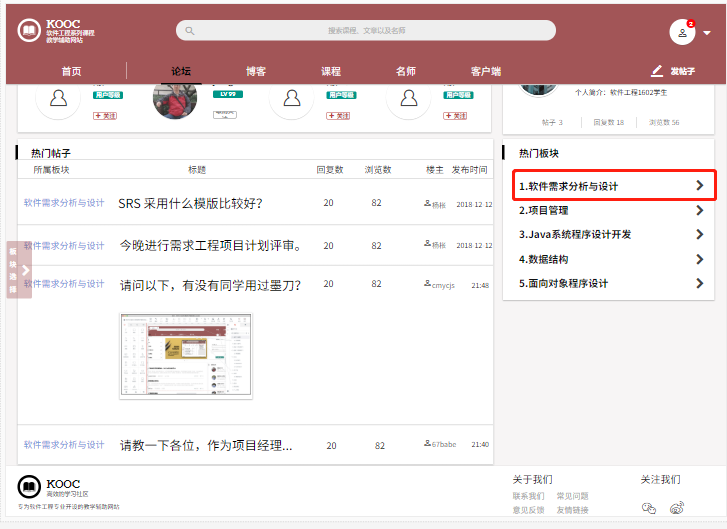 KOOC
软件工程系列课程
教学辅助网站
搜索课程、文章以及名师
2
首页
论坛
博客
课程
名师
客户端
发帖子
用户等级
LV 99
用户等级
用户等级
+ 关注
+ 关注
+ 关注
个人简介：软件工程1602学生
帖子 3
回复数 18
浏览数 56
热门帖子
所属板块 标题 回复数 浏览数 楼主 发布时间
软件需求分析与设计 SRS 采用什么模版比较好？ 20 82 杨枨 2018-12-12
软件需求分析与设计 今晚进行需求工程项目计划评审。 20 82 杨枨 2018-12-12
软件需求分析与设计 请问以下，有没有同学用过墨刀？ 20 82 cmycjs 21:48
软件需求分析与设计 请教一下各位，作为项目经理... 20 82 67babe 21:40
板块选择
热门板块
1.软件需求分析与设计
2.项目管理
3.Java系统程序设计开发
4.数据结构
5.面向对象程序设计
KOOC
高效的学习社区
专为软件工程专业开设的教学辅助网站
关于我们
联系我们 常见问题
意见反馈 友情链接
关注我们